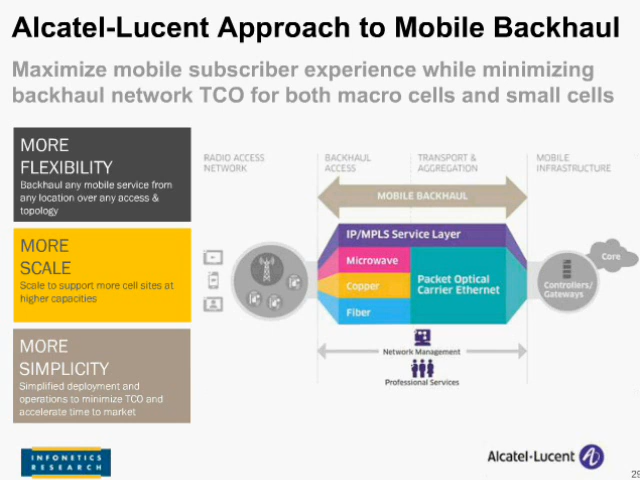 Alcatel-Lucent Approach to Mobile Backhaul
Maximize mobile subscriber experience while minimizing
backhaul network TCO for both macro cells and small cells
MORE
FLEXIBILITY
Backhaul any mobile service from
any location over any access &
topology
MORE
SCALE
Scale to support more cell sites at
higher capacities
MORE
SIMPLICITY
Simplified deployment and
operations to minimize TCO and
accelerate time to market
RADIO ACCESS
NETWORK
BACKHAUL
ACCESS
TRANSPORT &
AGGREGATION
MOBILE
INFRASTRUCTURE
MOBILE BACKHAUL
IP/MPLS Service Layer
Microwave
Copper
Fiber
Packet Optical
Carrier Ethernet
Core
Controllers/
Gateways
Network Management
Professional Services
INFONETICS
RESEARCH
Alcatel-Lucent
29